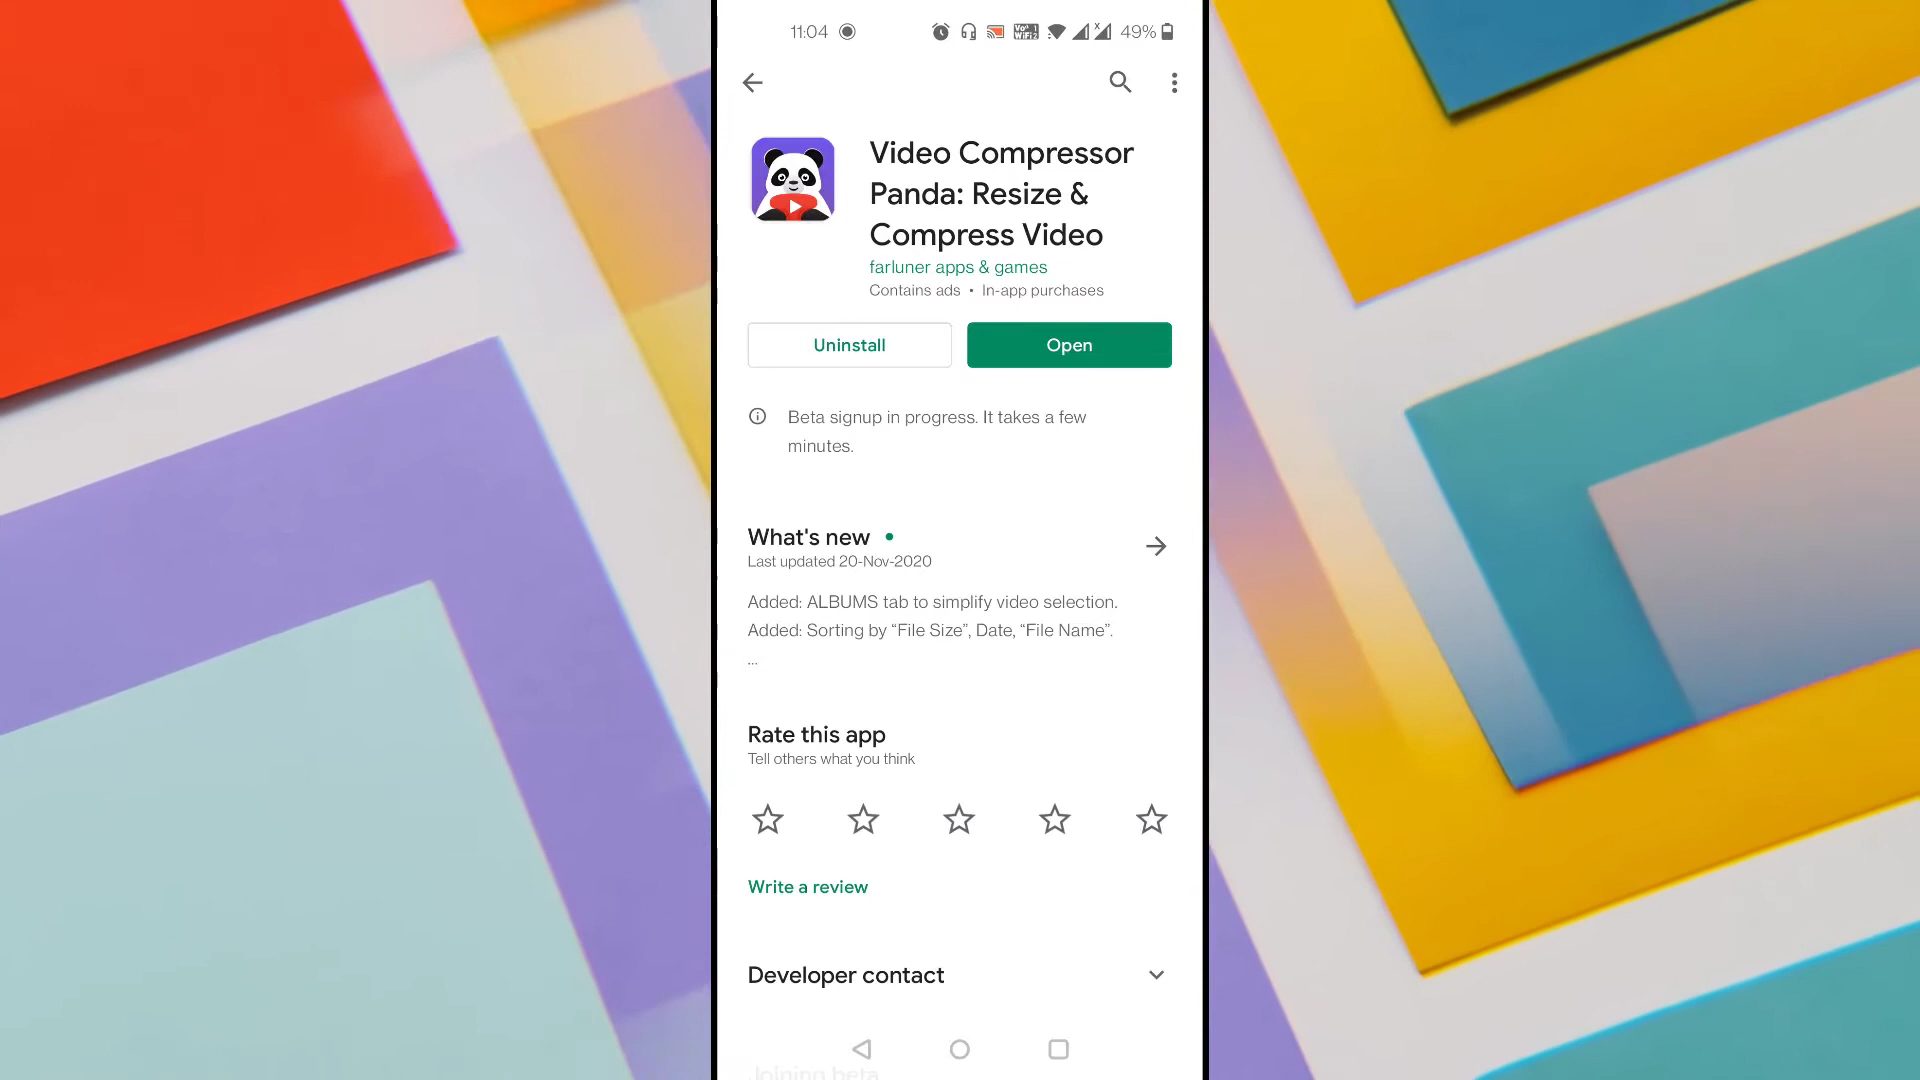 11:04 49%
Video Compressor
Panda: Resize &
Compress Video
farluner apps & games
Contains ads • In-app purchases
Uninstall Open
Beta signup in progress. It takes a few
minutes.
What's new •
Last updated 20-Nov-2020
Added: ALBUMS tab to simplify video selection.
Added: Sorting by “File Size”, Date, “File Name”.
...
Rate this app
Tell others what you think
Write a review
Developer contact
Joining beta